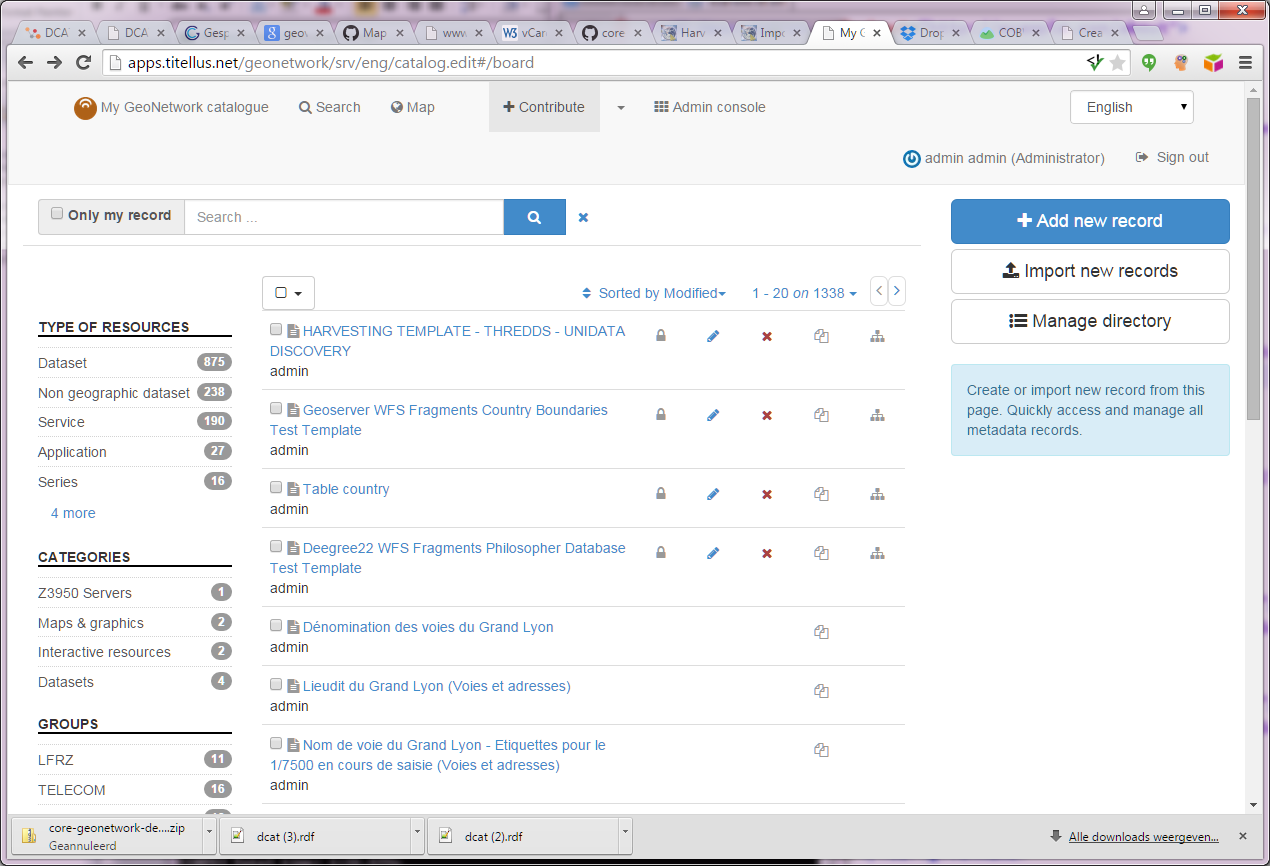 DCA
DCA
Gesp
geov
Map
www
vCar
core
Harv
Impo
My G
Drop
COB
Crea
apps.titellus.net/geonetwork/srv/eng/catalog.edit#/board
My GeoNetwork catalogue
Search
Map
Contribute
Admin console
English
admin admin (Administrator)
Sign out
Only my record
Search ...
Add new record
Import new records
Manage directory
Create or import new record from this
page. Quickly access and manage all
metadata records.
Sorted by Modified
1 - 20 on 1338
TYPE OF RESOURCES
Dataset 875
Non geographic dataset 238
Service 190
Application 27
Series 16
4 more
CATEGORIES
Z3950 Servers 1
Maps & graphics 2
Interactive resources 2
Datasets 4
GROUPS
LFRZ 11
TELECOM 16
HARVESTING TEMPLATE - THREDDS - UNIDATA
DISCOVERY
admin
Geoserver WFS Fragments Country Boundaries
Test Template
admin
Table country
admin
Deegree22 WFS Fragments Philosopher Database
Test Template
admin
Dénomination des voies du Grand Lyon
admin
Lieudit du Grand Lyon (Voies et adresses)
admin
Nom de voie du Grand Lyon - Etiquettes pour le
1/7500 en cours de saisie (Voies et adresses)
admin
core-geonetwork-de....zip
Geannuleerd
dcat (3).rdf
dcat (2).rdf
Alle downloads weergeven...